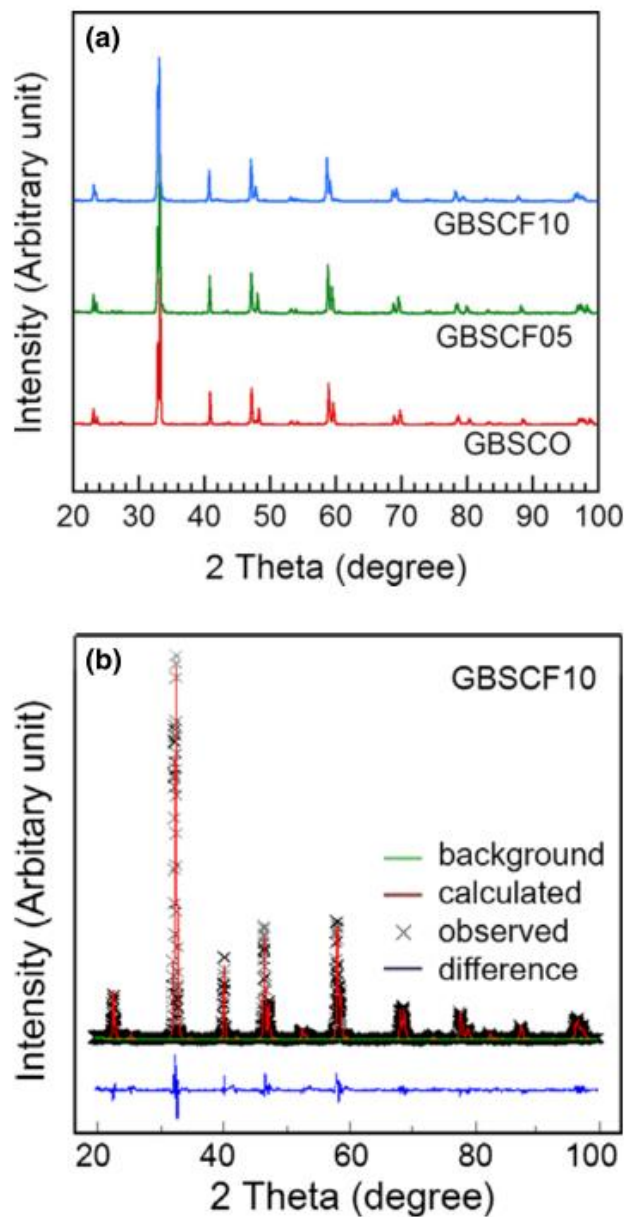 (a)
Intensity (Arbitrary unit)
GBSCF10
GBSCF05
GBSCO
20 30 40 50 60 70 80 90 100
2 Theta (degree)
(b)
GBSCF10
Intensity (Arbitary unit)
background
calculated
observed
difference
20 40 60 80 100
2 Theta (degree)